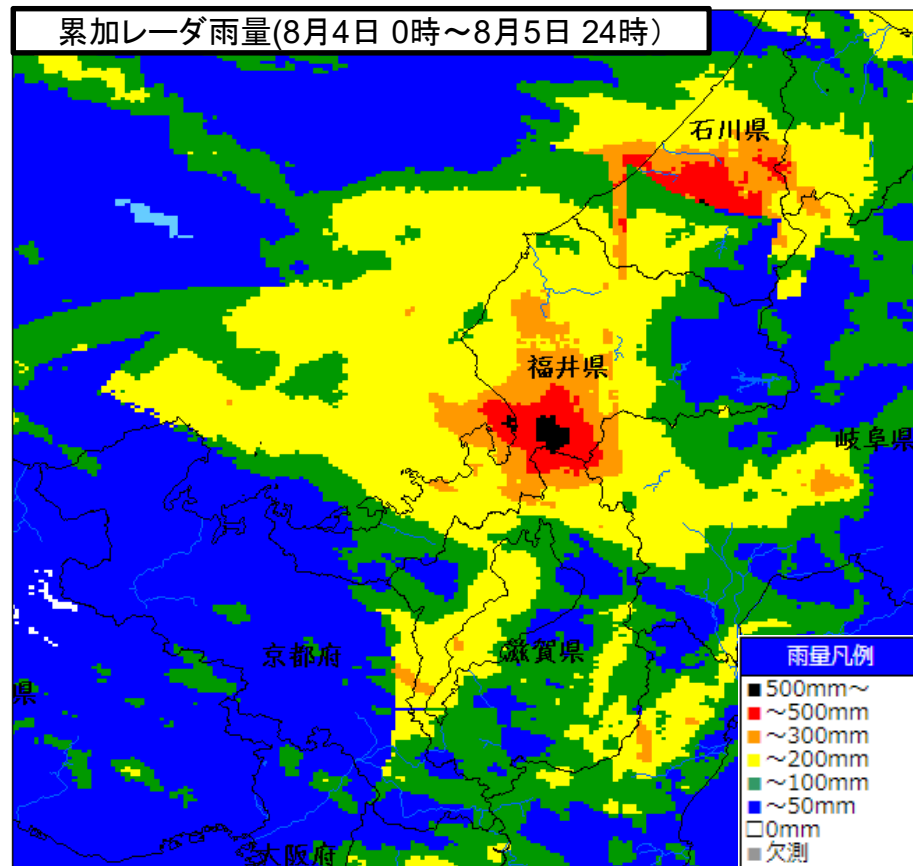 累加レーダ雨量(8月4日 0時～8月5日 24時）
石川県
福井県
岐阜県
京都府
滋賀県
県
大阪府
雨量凡例
■500mm～
■～500mm
■～300mm
■～200mm
■～100mm
■～50mm
□0mm
■欠測